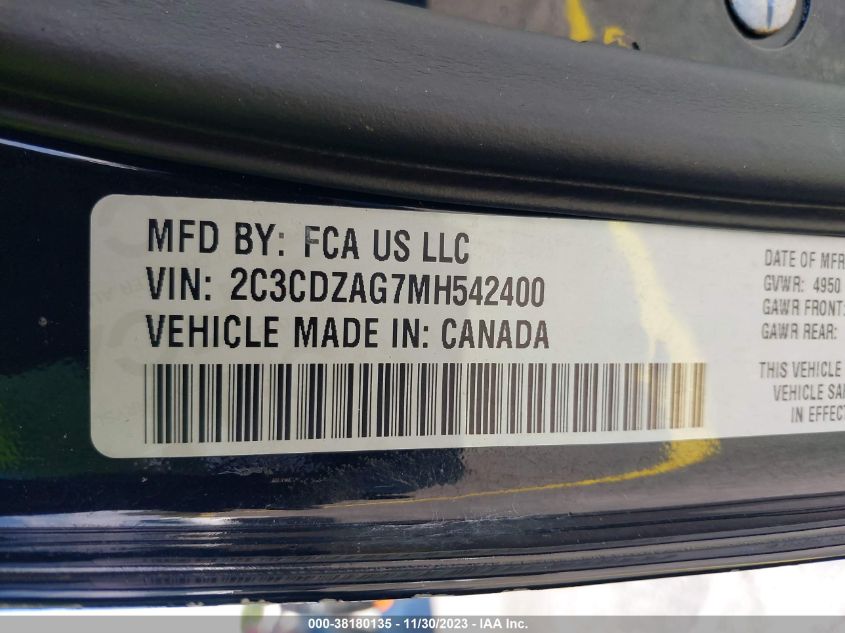 MFD BY: FCA US LLC
VIN: 2C3CDZAG7MH542400
VEHICLE MADE IN: CANADA
DATE OF MFR
GVWR: 4950
GAWR FRONT:
GAWR REAR:
THIS VEHICLE
VEHICLE SA
IN EFFECT
000-38180135 - 11/30/2023 - IAA Inc.